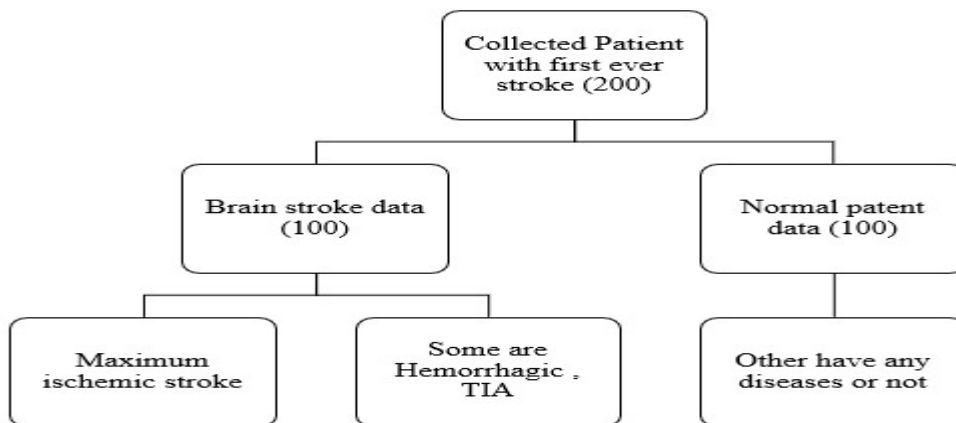 Collected Patient
with first ever
stroke (200)
Brain stroke data
(100)
Normal patent
data (100)
Maximum
ischemic stroke
Some are
Hemorrhagic ,
TIA
Other have any
diseases or not